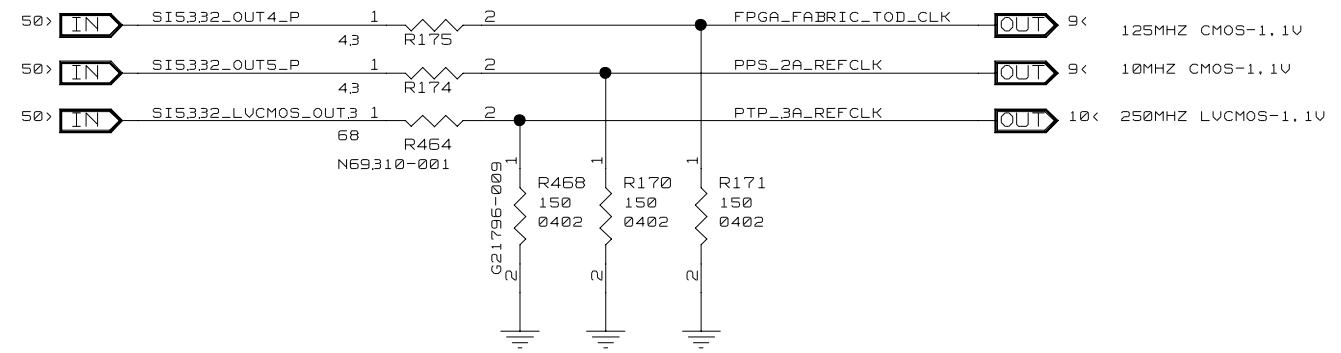 50> IN SI5332_OUT4_P 1 2 FPGA_FABRIC_TOD_CLK OUT 9< 125MHZ CMOS-1.1V
43 R175
50> IN SI5332_OUT5_P 1 2 PPS_2A_REFCLK OUT 9< 10MHZ CMOS-1.1V
43 R174
50> IN SI5332_LVCMOS_OUT3 1 2 PTP_3A_REFCLK OUT 10< 250MHZ LVCMOS-1.1V
68 R464
N69310-001
G21796-009
1 1 1
R468 R170 R171
150 150 150
0402 0402 0402
2 2 2